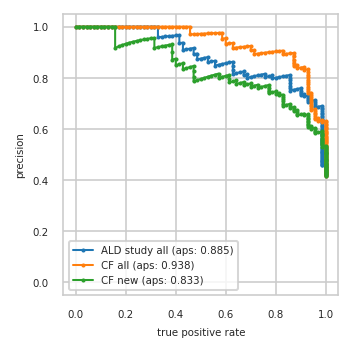 1.0
0.8
0.6
0.4
0.2
0.0
precision
ALD study all (aps: 0.885)
CF all (aps: 0.938)
CF new (aps: 0.833)
0.0 0.2 0.4 0.6 0.8 1.0
true positive rate